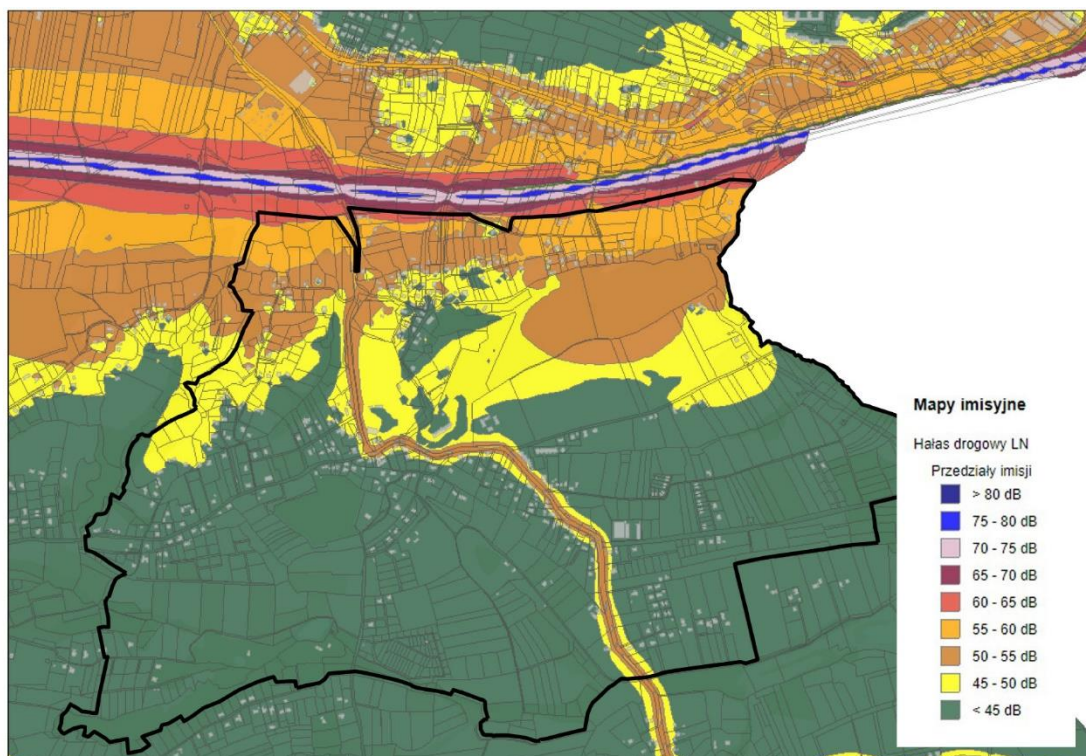 Mapy imisyjne
Hałas drogowy LN
Przedziały imisji
> 80 dB
75 - 80 dB
70 - 75 dB
65 - 70 dB
60 - 65 dB
55 - 60 dB
50 - 55 dB
45 - 50 dB
< 45 dB